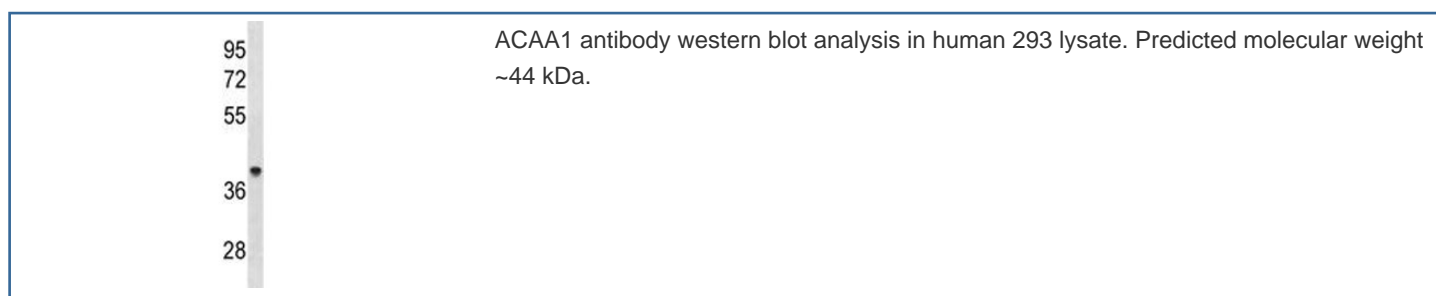 95
72
55
36
28
ACAA1 antibody western blot analysis in human 293 lysate. Predicted molecular weight
~44 kDa.